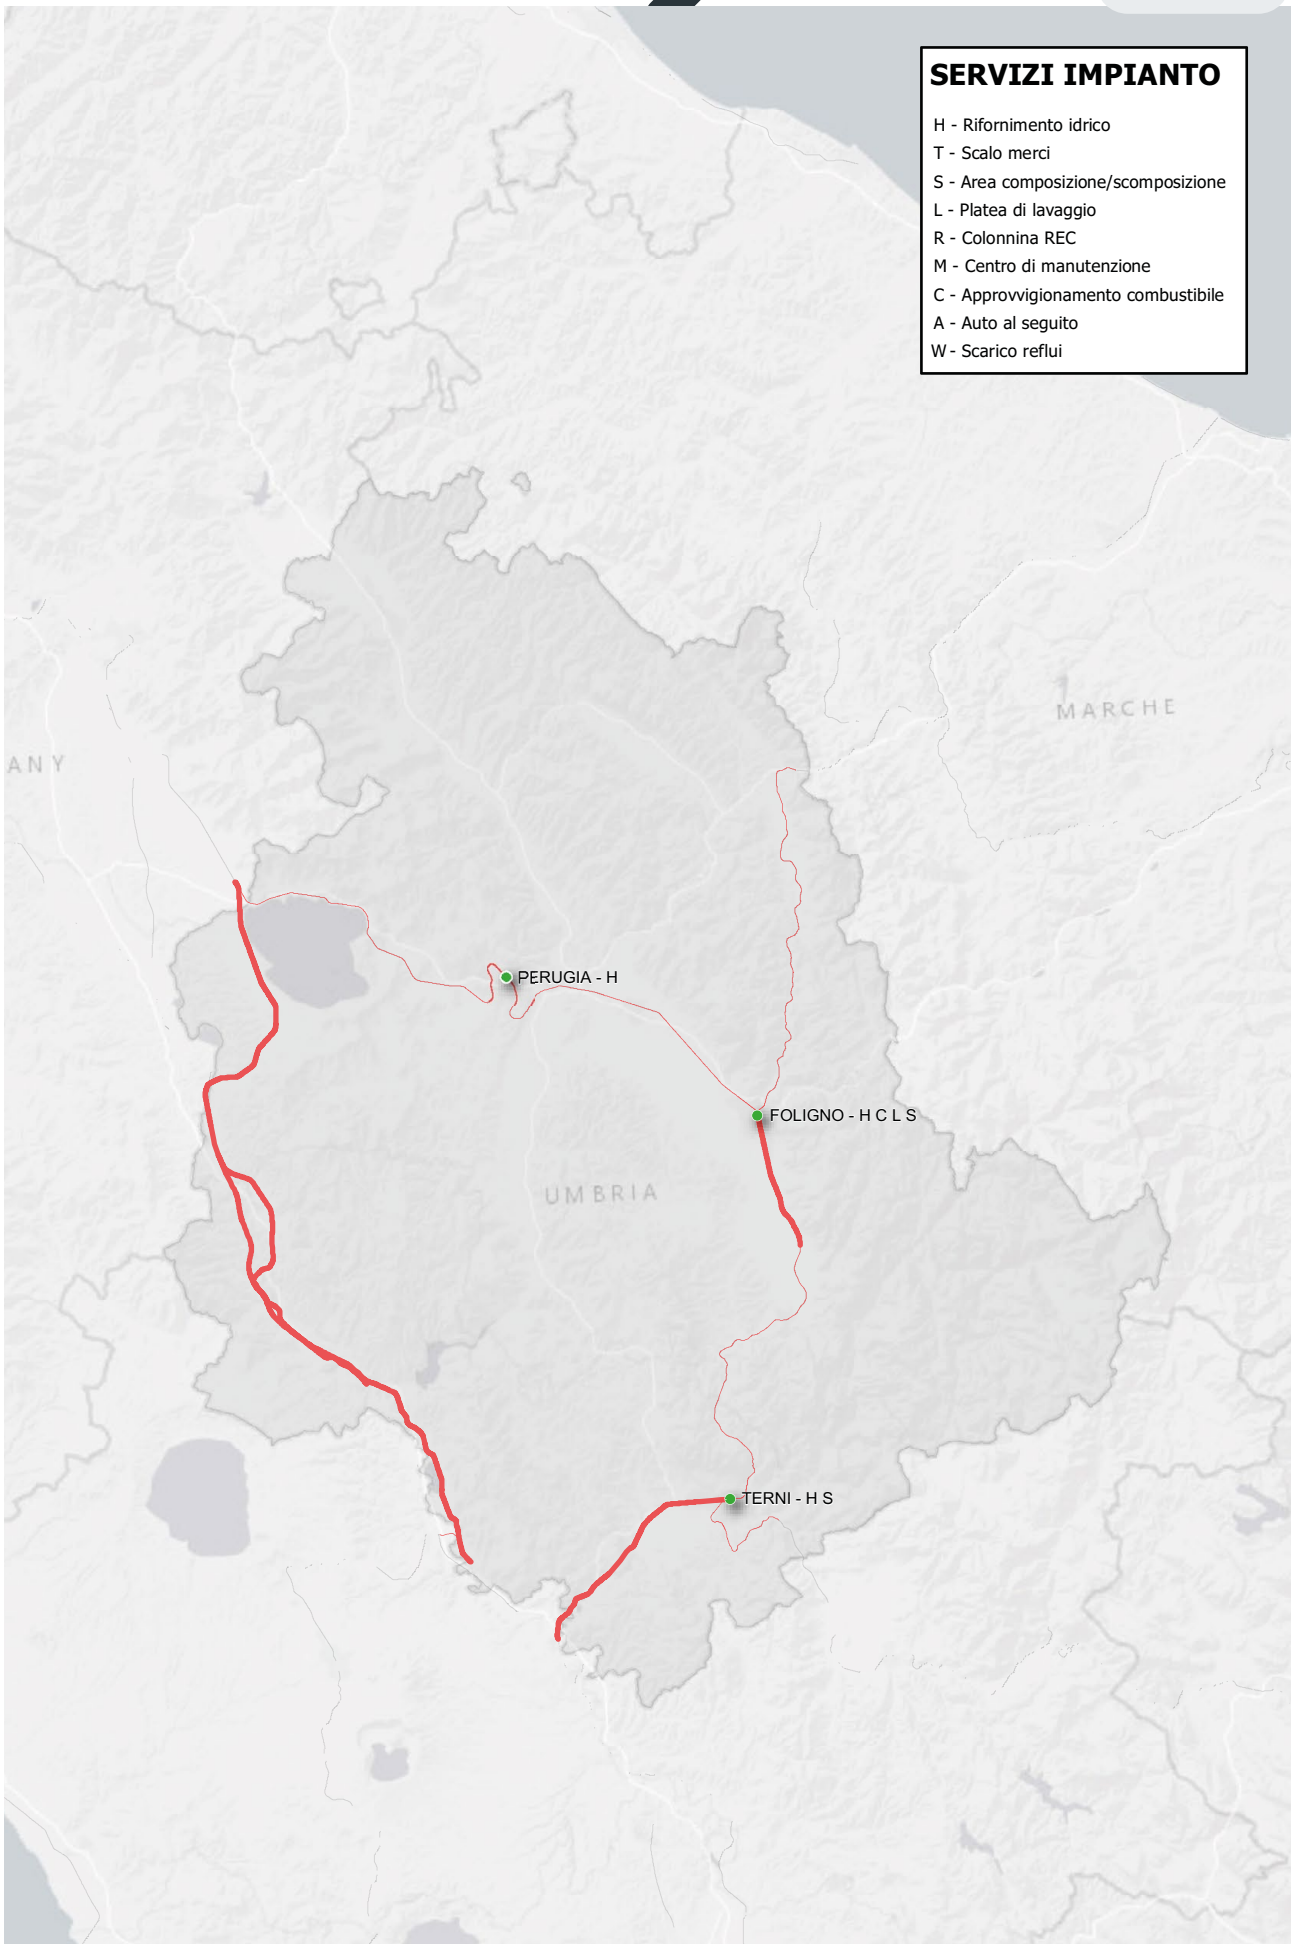 SERVIZI IMPIANTO
H - Rifornimento idrico
T - Scalo merci
S - Area composizione/scomposizione
L - Platea di lavaggio
R - Colonnina REC
M - Centro di manutenzione
C - Approvvigionamento combustibile
A - Auto al seguito
W - Scarico reflui
MARCHE
ANY
PERUGIA - H
FOLIGNO - H C L S
UMBRIA
TERNI - H S